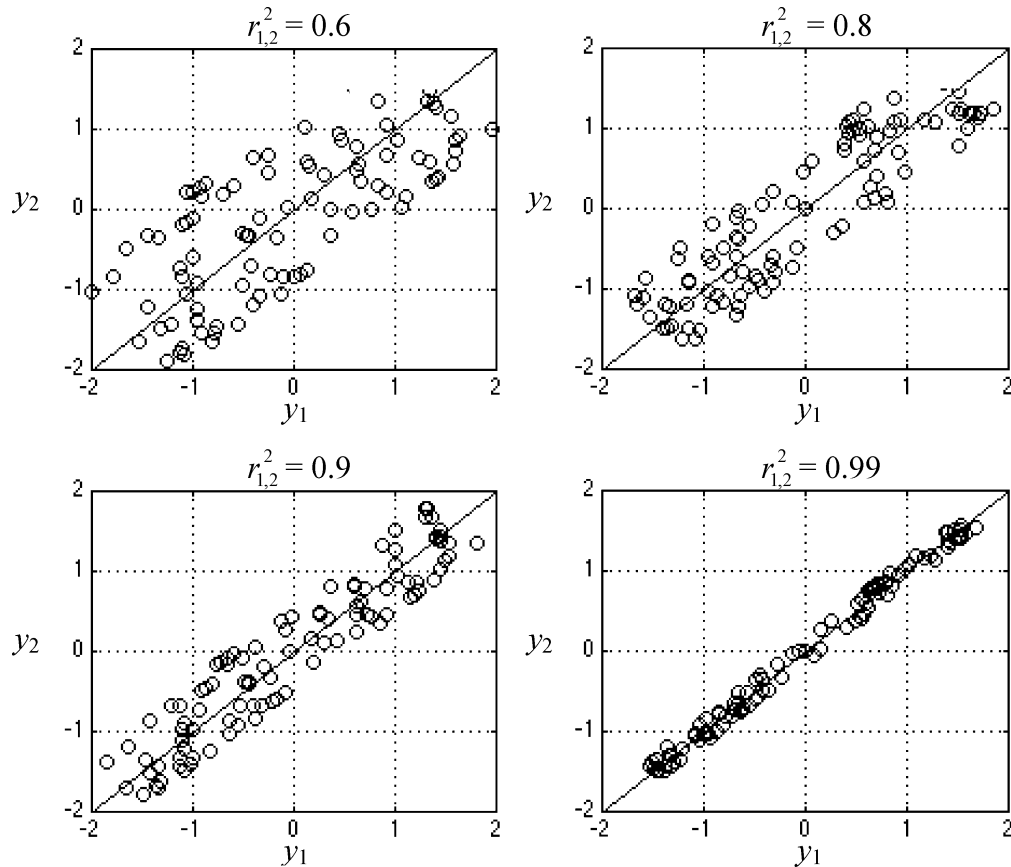 r²₁,₂ = 0.6
2
1
y₂
0
-1
-2
-2 -1 0 1 2
y₁
r²₁,₂ = 0.8
2
1
y₂
0
-1
-2
-2 -1 0 1 2
y₁
r²₁,₂ = 0.9
2
1
y₂
0
-1
-2
-2 -1 0 1 2
y₁
r²₁,₂ = 0.99
2
1
y₂
0
-1
-2
-2 -1 0 1 2
y₁